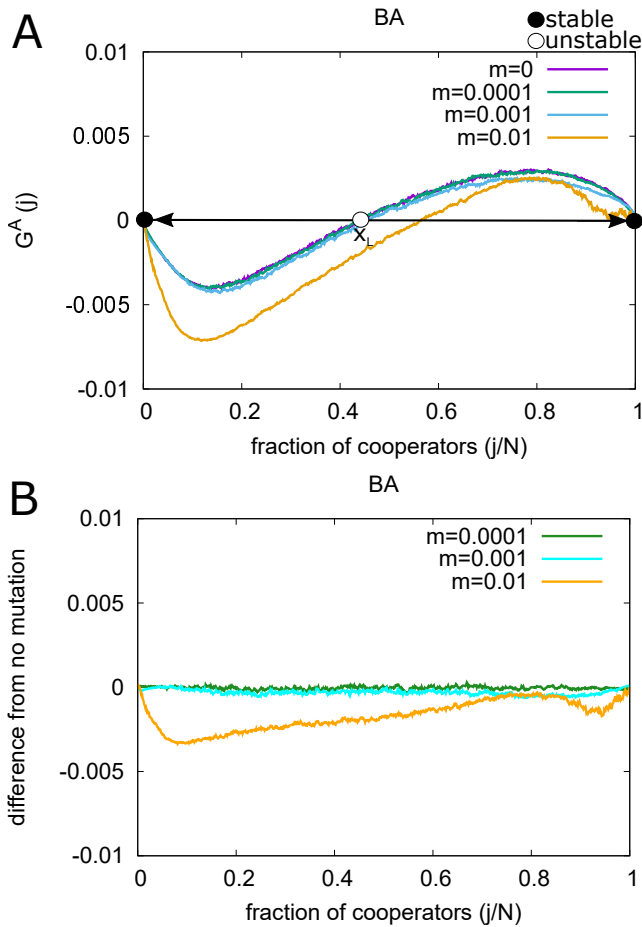 A
BA
stable
unstable
m=0
m=0.0001
m=0.001
m=0.01
0.01
0.005
0
-0.005
-0.01
G^A (j)
x_L
0 0.2 0.4 0.6 0.8 1
fraction of cooperators (j/N)
B
BA
m=0.0001
m=0.001
m=0.01
0.01
0.005
0
-0.005
-0.01
difference from no mutation
0 0.2 0.4 0.6 0.8 1
fraction of cooperators (j/N)